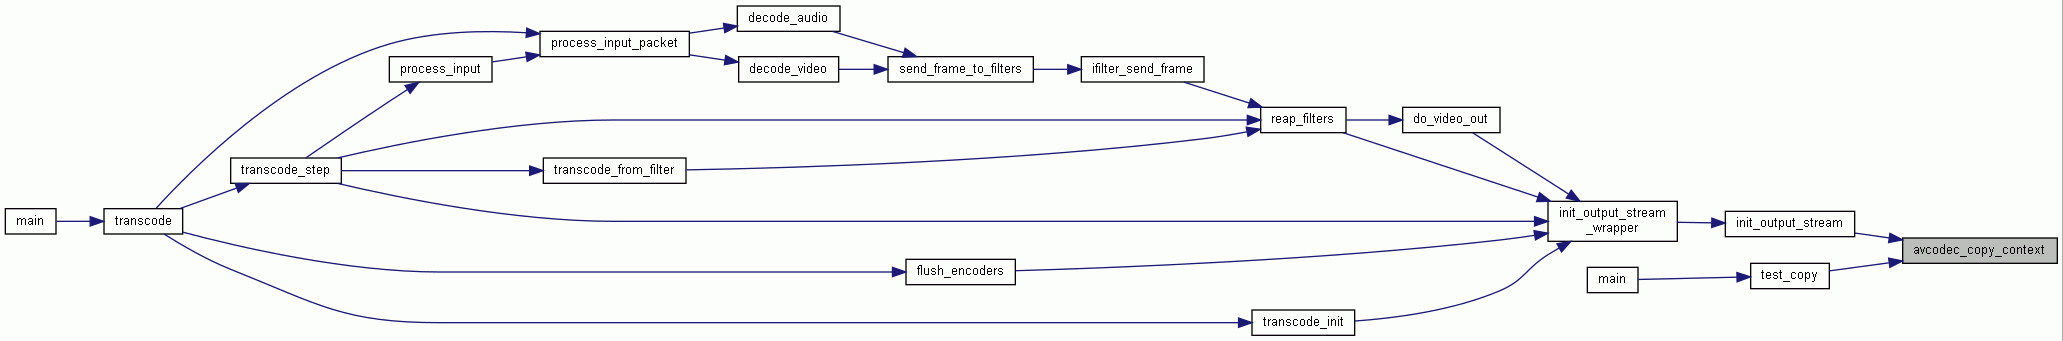 decode_audio
process_input_packet
process_input
decode_video
send_frame_to_filters
ifilter_send_frame
reap_filters
do_video_out
transcode_step
transcode_from_filter
main
transcode
init_output_stream
_wrapper
init_output_stream
avcodec_copy_context
flush_encoders
main
test_copy
transcode_init